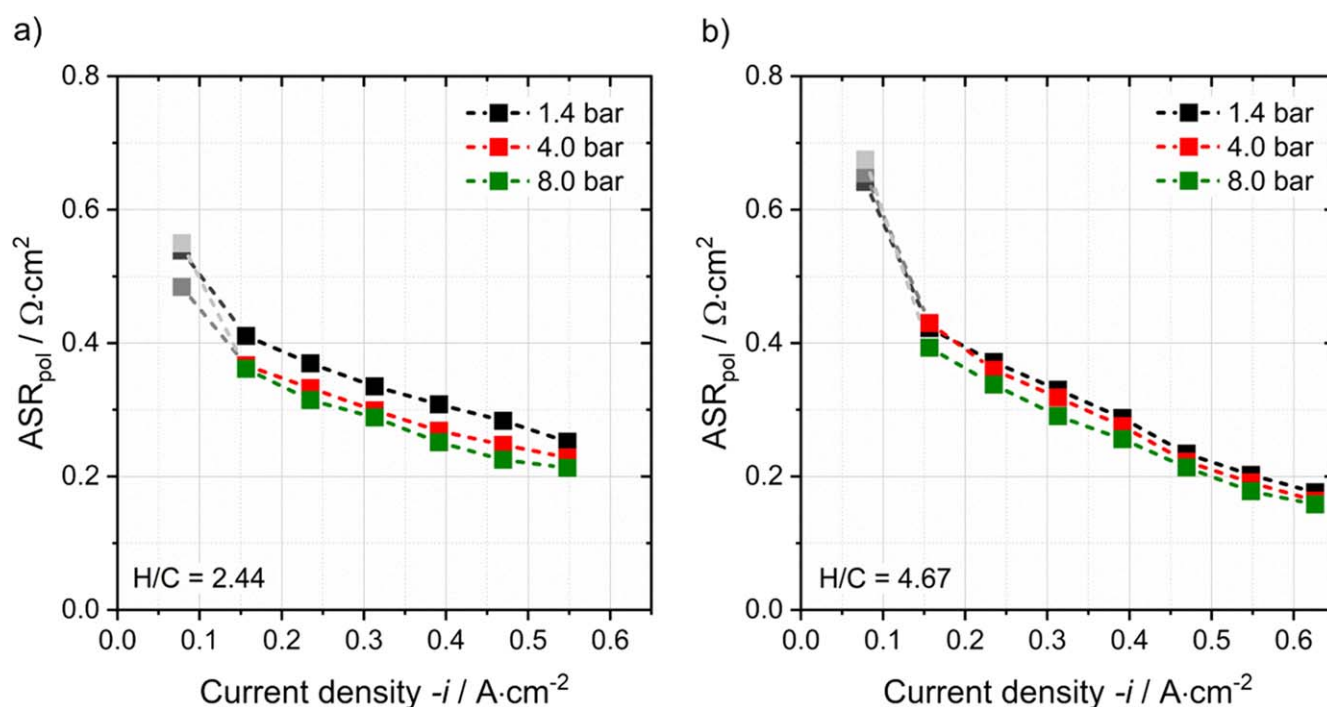 a)
ASR_pol / Ω·cm²
0.8
0.6
0.4
0.2
0.0
1.4 bar
4.0 bar
8.0 bar
H/C = 2.44
0.0 0.1 0.2 0.3 0.4 0.5 0.6
Current density -i / A·cm⁻²
b)
ASR_pol / Ω·cm²
0.8
0.6
0.4
0.2
0.0
1.4 bar
4.0 bar
8.0 bar
H/C = 4.67
0.0 0.1 0.2 0.3 0.4 0.5 0.6
Current density -i / A·cm⁻²